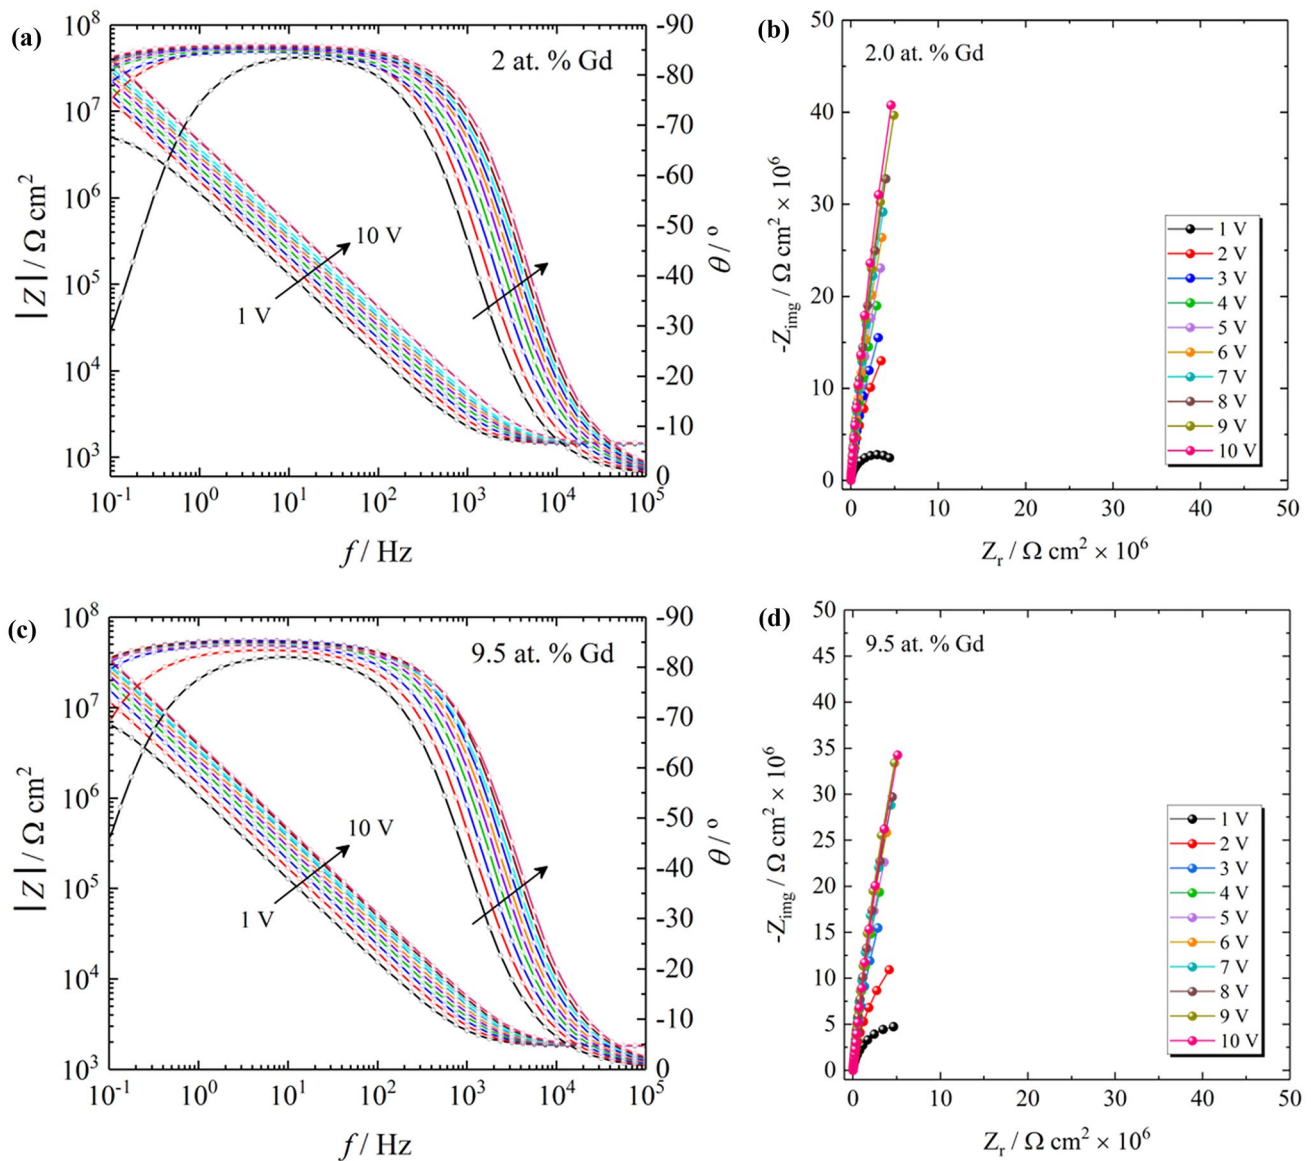 (a)
2 at. % Gd
10⁸
10⁷
10⁶
10⁵
10⁴
10³
|Z| / Ω cm²
10 V
1 V
-90
-80
-70
-60
-50
-40
-30
-20
-10
0
θ / °
10⁻¹ 10⁰ 10¹ 10² 10³ 10⁴ 10⁵
f / Hz
(b)
2.0 at. % Gd
50
40
30
20
10
0
-Zimg / Ω cm² × 10⁶
1 V
2 V
3 V
4 V
5 V
6 V
7 V
8 V
9 V
10 V
0 10 20 30 40 50
Zr / Ω cm² × 10⁶
(c)
9.5 at. % Gd
10⁸
10⁷
10⁶
10⁵
10⁴
10³
|Z| / Ω cm²
10 V
1 V
-90
-80
-70
-60
-50
-40
-30
-20
-10
0
θ / °
10⁻¹ 10⁰ 10¹ 10² 10³ 10⁴ 10⁵
f / Hz
(d)
9.5 at. % Gd
50
45
40
35
30
25
20
15
10
5
0
-Zimg / Ω cm² × 10⁶
1 V
2 V
3 V
4 V
5 V
6 V
7 V
8 V
9 V
10 V
0 10 20 30 40 50
Zr / Ω cm² × 10⁶